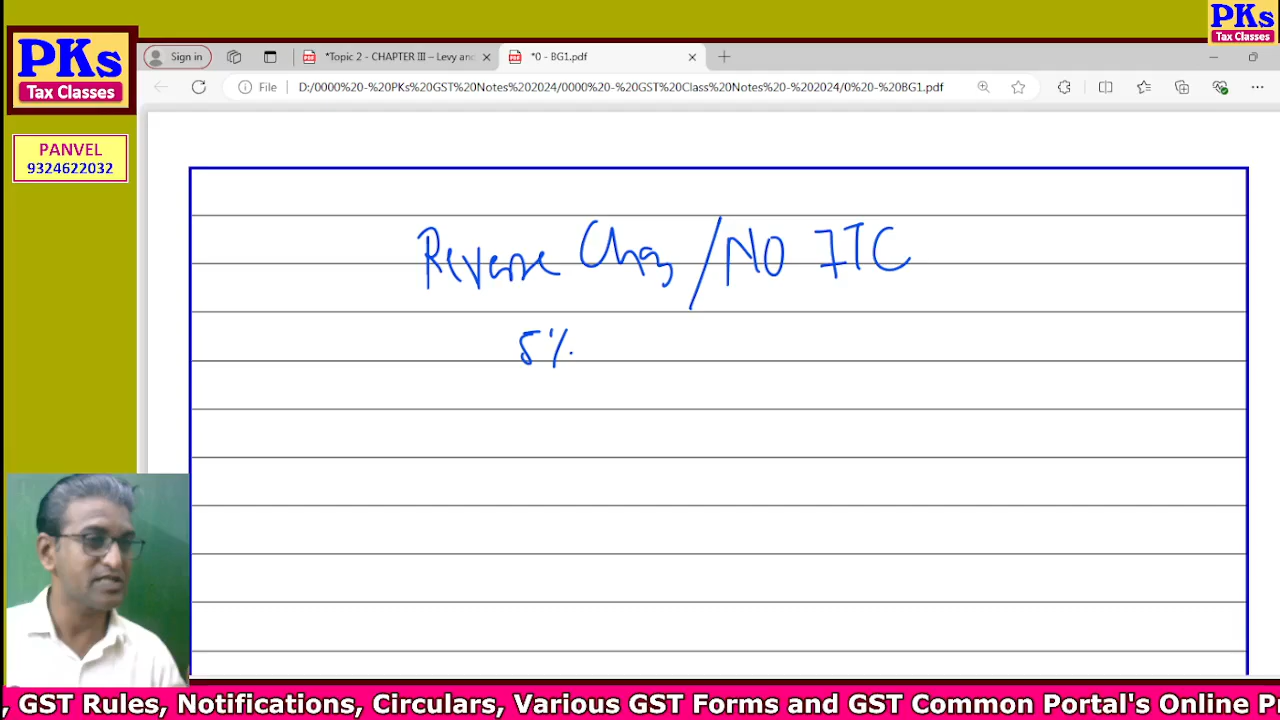 PKs
Tax Classes
PKs
Tax Classes
Sign in
*Topic 2 - CHAPTER III – Levy and
*0 - BG1.pdf
File
D:/0000%20-%20PKs%20GST%20Notes%202024/0000%20-%20GST%20Class%20Notes%20-%202024/0%20-%20BG1.pdf
PANVEL
9324622032
Reverse Charg / NO ITC
5%
, GST Rules, Notifications, Circulars, Various GST Forms and GST Common Portal's Online P